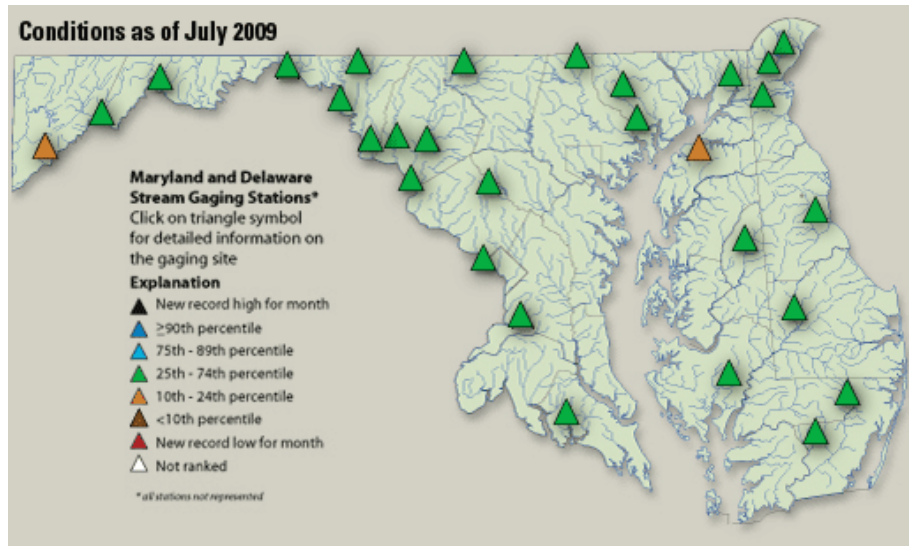 Conditions as of July 2009
Maryland and Delaware
Stream Gaging Stations*
Click on triangle symbol
for detailed information on
the gaging site
Explanation
New record high for month
≥90th percentile
75th - 89th percentile
25th - 74th percentile
10th - 24th percentile
<10th percentile
New record low for month
Not ranked
* all stations not represented